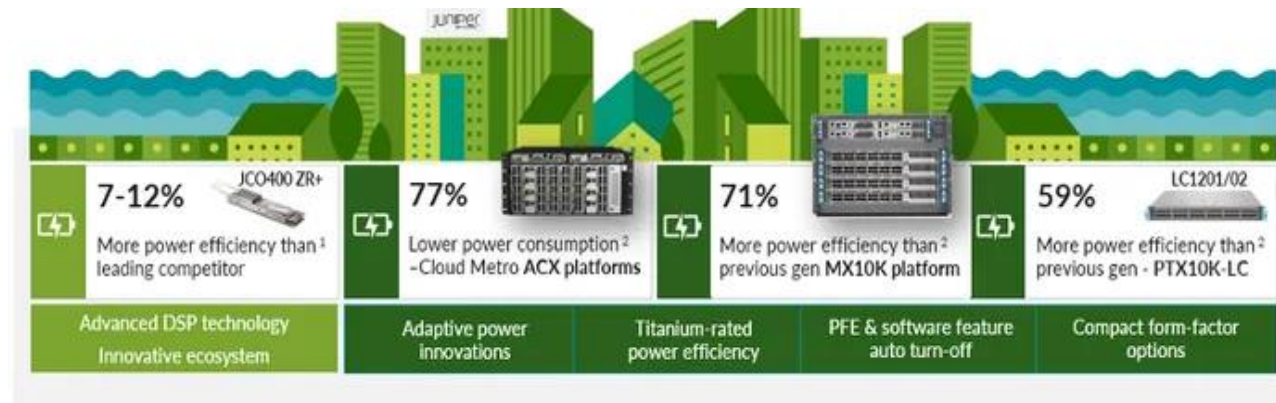 JUNIPEr
7-12%
JCO400 ZR+
More power efficiency than 1
leading competitor
77%
Lower power consumption 2
–Cloud Metro ACX platforms
71%
More power efficiency than 2
previous gen MX10K platform
59%
LC1201/02
More power efficiency than 2
previous gen - PTX10K-LC
Advanced DSP technology
Innovative ecosystem
Adaptive power
innovations
Titanium-rated
power efficiency
PFE & software feature
auto turn-off
Compact form-factor
options